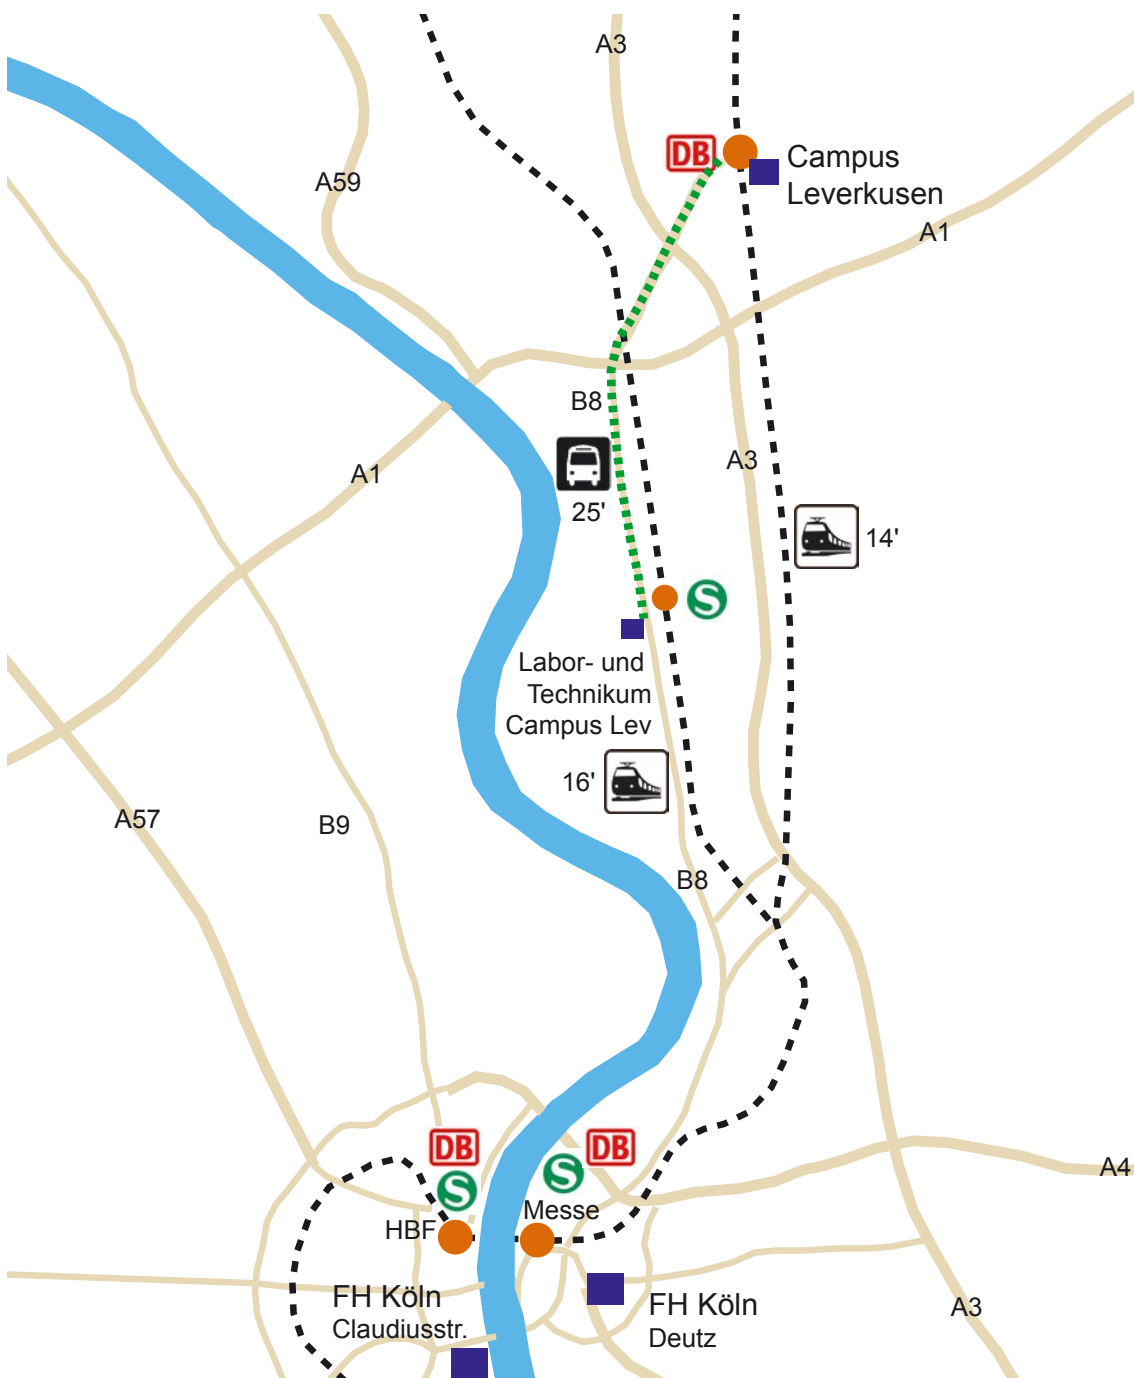 A3
DB
Campus
Leverkusen
A59
A1
B8
A1
A3
25'
14'
S
Labor- und
Technikum
Campus Lev
16'
A57
B9
B8
DB
DB
S
S
A4
HBF
Messe
FH Köln
Claudiusstr.
FH Köln
Deutz
A3